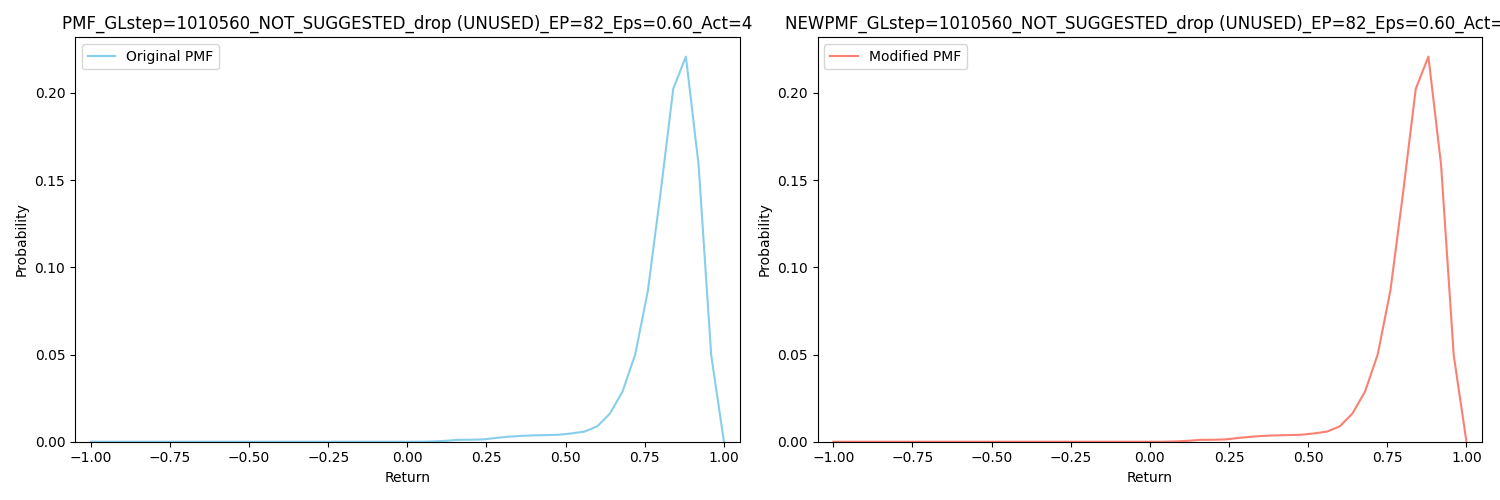 PMF_GLstep=1010560_NOT_SUGGESTED_drop (UNUSED)_EP=82_Eps=0.60_Act=4
Original PMF
Probability
0.20
0.15
0.10
0.05
0.00
−1.00 −0.75 −0.50 −0.25 0.00 0.25 0.50 0.75 1.00
Return
NEWPMF_GLstep=1010560_NOT_SUGGESTED_drop (UNUSED)_EP=82_Eps=0.60_Act=
Modified PMF
Probability
0.20
0.15
0.10
0.05
0.00
−1.00 −0.75 −0.50 −0.25 0.00 0.25 0.50 0.75 1.00
Return